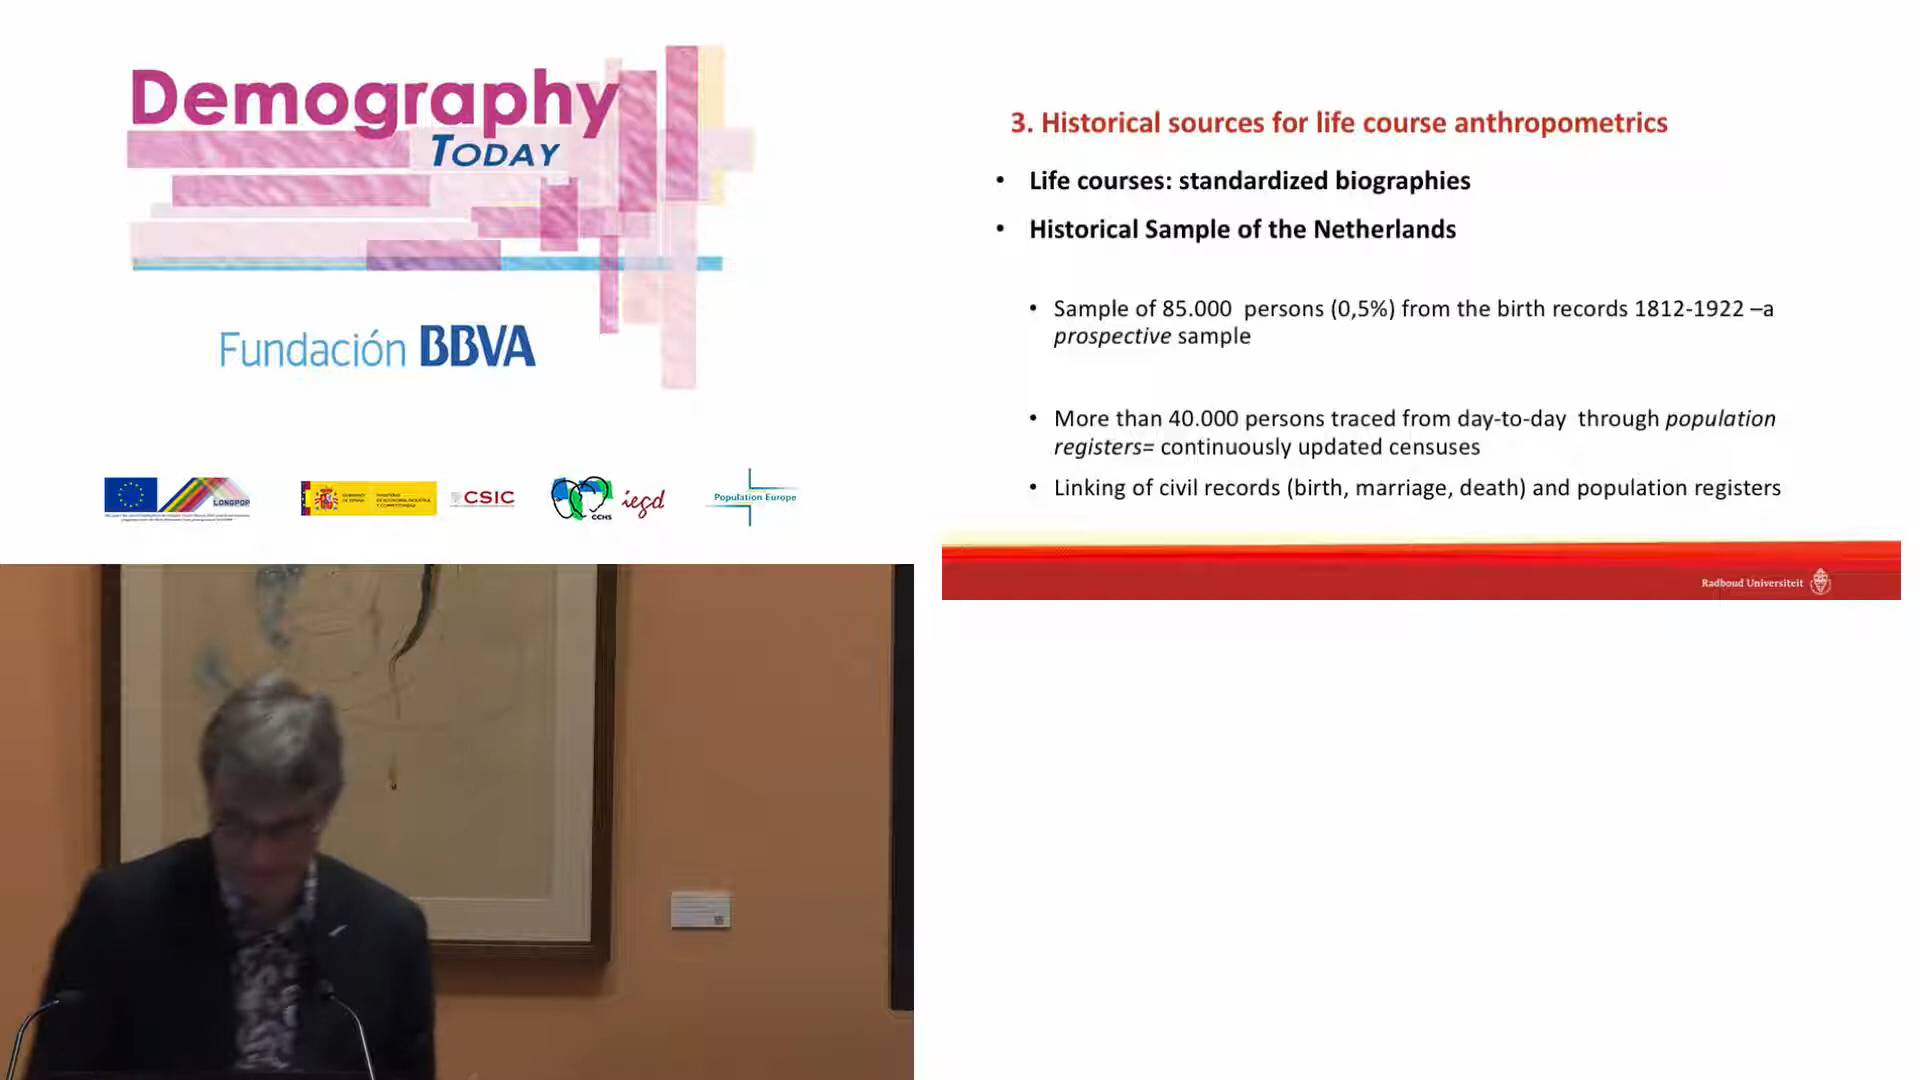 Demography
TODAY
Fundación BBVA
LONGPOP
CSIC
CCHS
iegd
Population Europe
3. Historical sources for life course anthropometrics
• Life courses: standardized biographies
• Historical Sample of the Netherlands
• Sample of 85.000 persons (0,5%) from the birth records 1812-1922 –a
prospective sample
• More than 40.000 persons traced from day-to-day through population
registers= continuously updated censuses
• Linking of civil records (birth, marriage, death) and population registers
Radboud Universiteit